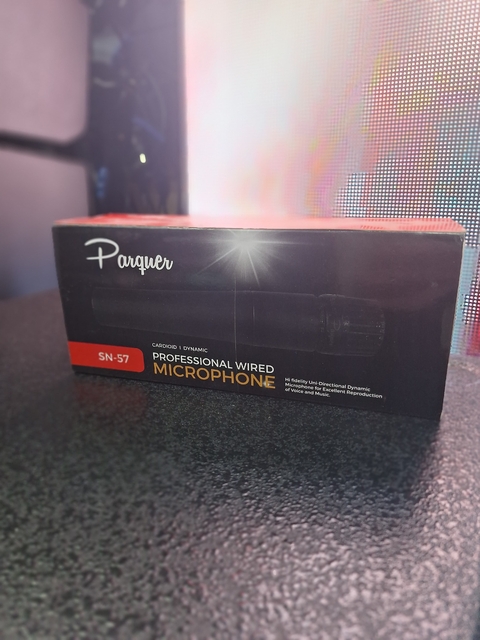 Parquer
CARDIOID | DYNAMIC
SN-57
PROFESSIONAL WIRED
MICROPHONE
Hi fidelity Uni-Directional Dynamic
Microphone for Excellent Reproduction
of Voice and Music.